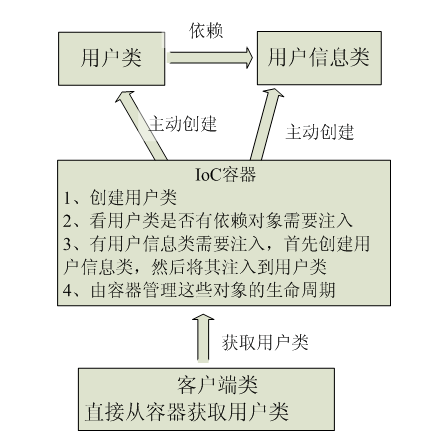 依赖
用户类
用户信息类
主动创建
主动创建
IoC容器
1、创建用户类
2、看用户类是否有依赖对象需要注入
3、有用户信息类需要注入，首先创建用
户信息类，然后将其注入到用户类
4、由容器管理这些对象的生命周期
获取用户类
客户端类
直接从容器获取用户类